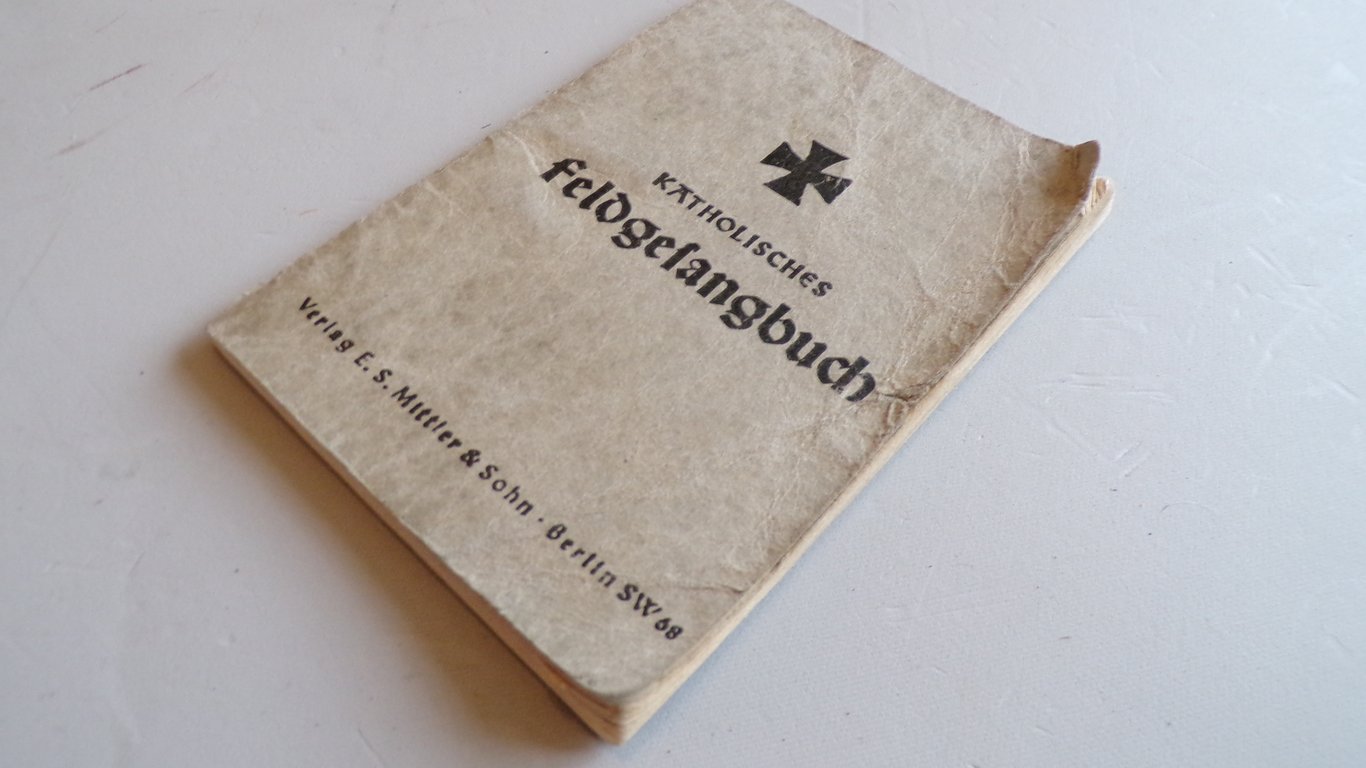 KATHOLISCHES
Feldgeſangbuch
Verlag E. S. Mittler & Sohn · Berlin SW 68